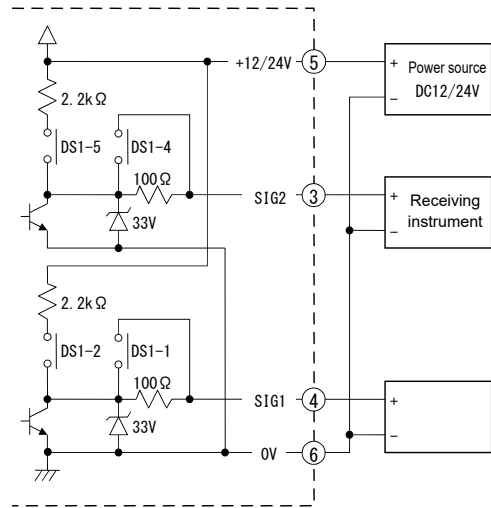 +12/24V
5
+
Power source
DC12/24V
−
2.2kΩ
DS1-5
DS1-4
100Ω
SIG2
3
+
Receiving
instrument
−
33V
2.2kΩ
DS1-2
DS1-1
100Ω
SIG1
4
+
−
33V
0V
6